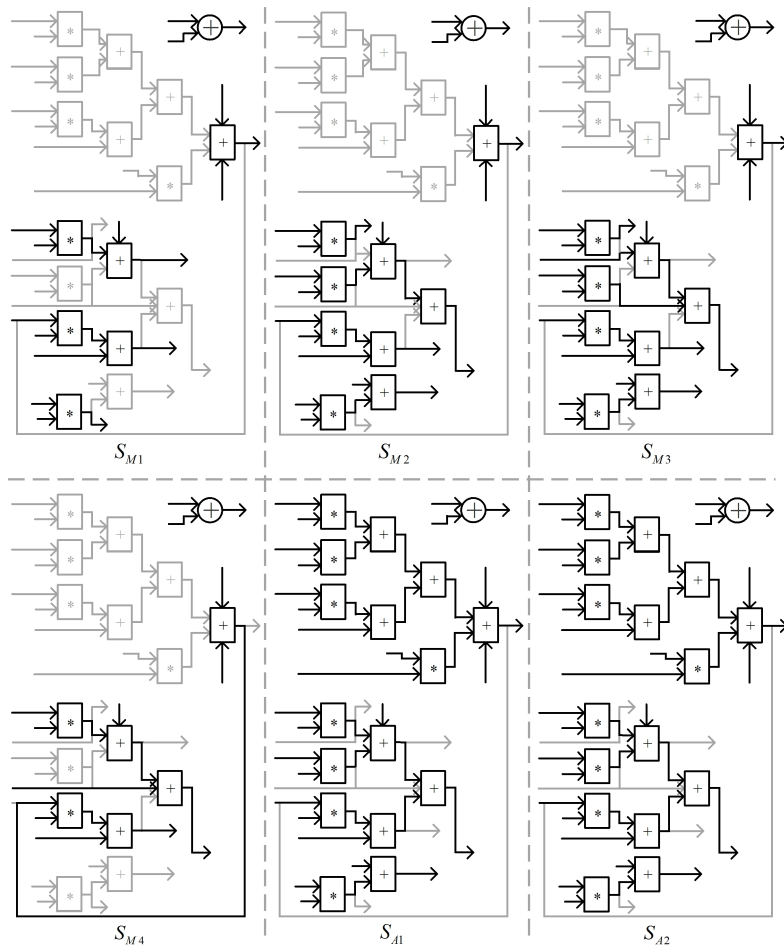 * + + * + * + * + * + * + + * * +
* + + * + * + * + * + * + + * * +
* + + * + * + * + * + * + + * * +
S_{M1} S_{M2} S_{M3}
* + + * + * + * + * + * + + * * +
* + + * + * + * + * + * + + * * +
* + + * + * + * + * + * + + * * +
S_{M4} S_{A1} S_{A2}